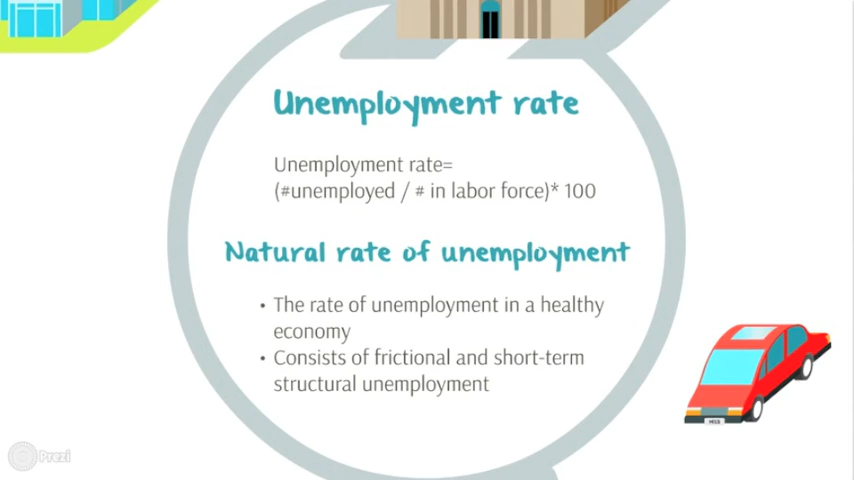 Unemployment rate
Unemployment rate=
(#unemployed / # in labor force)* 100
Natural rate of unemployment
• The rate of unemployment in a healthy
economy
• Consists of frictional and short-term
structural unemployment
Prezi